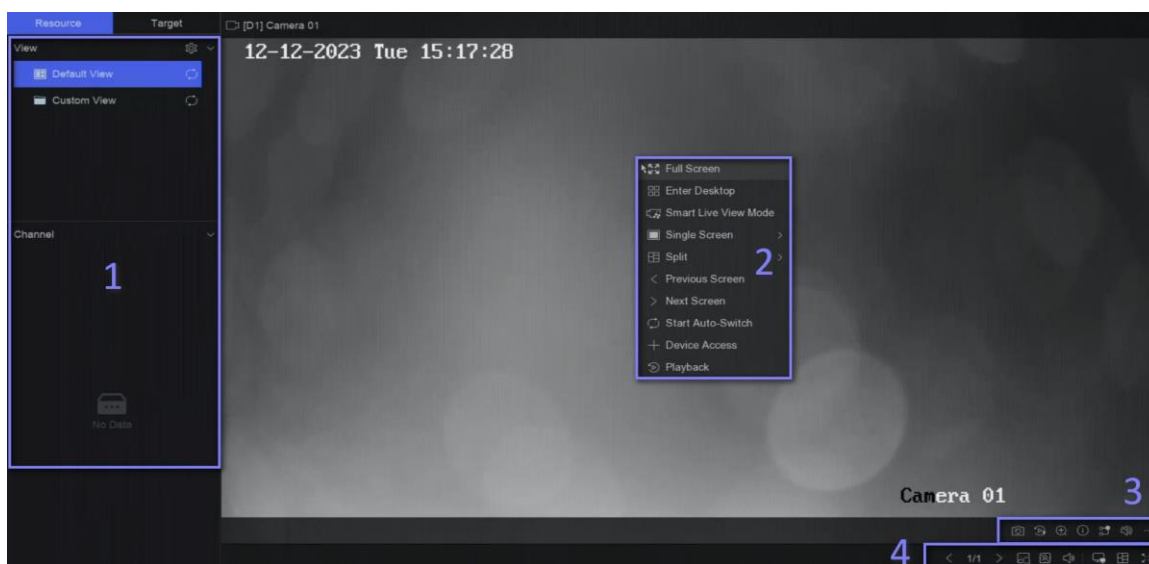 Resource Target [D1] Camera 01
View
12-12-2023 Tue 15:17:28
Default View
Custom View
Full Screen
Enter Desktop
Smart Live View Mode
Single Screen
Split
2
Previous Screen
Next Screen
Start Auto-Switch
Device Access
Playback
Channel
1
No Data
Camera 01
3
4
1/1